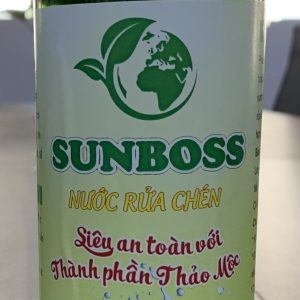 SUNBOSS
NƯỚC RỬA CHÉN
Siêu an toàn với
Thành phần Thảo Mộc